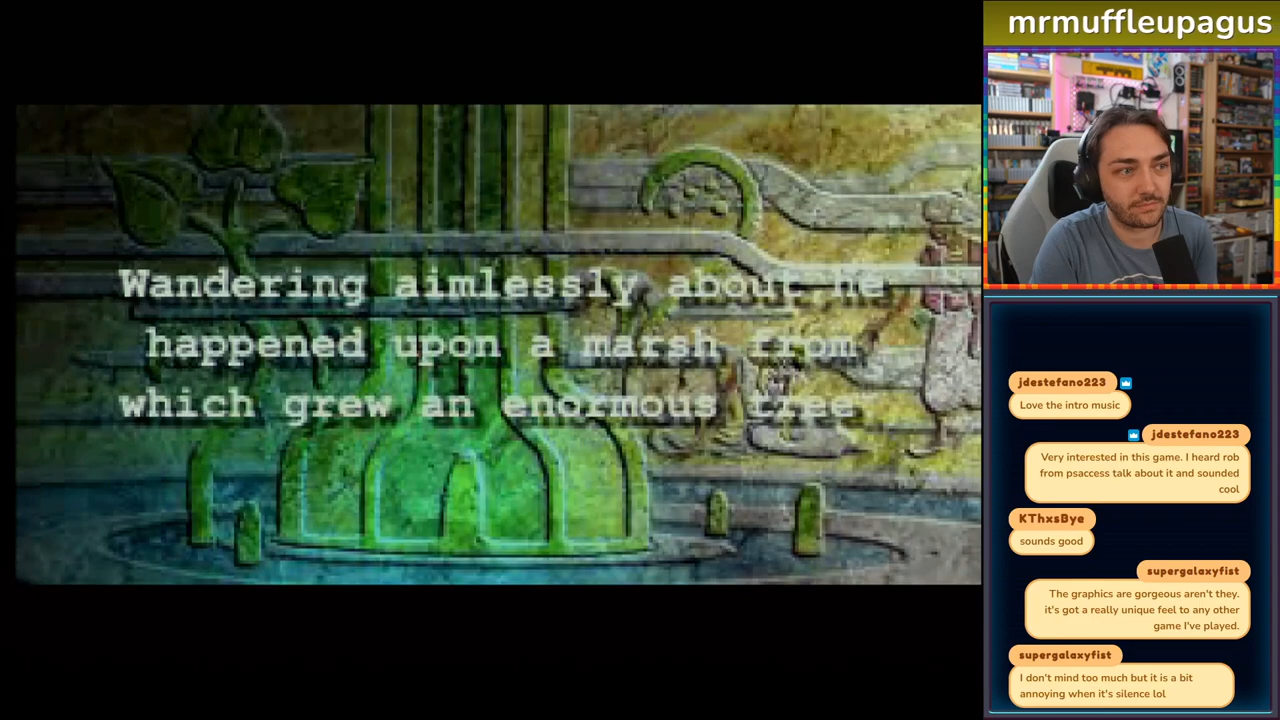 mrmuffleupagus
Wandering aimlessly about he
happened upon a marsh from
which grew an enormous tree
jdestefano223
Love the intro music
jdestefano223
Very interested in this game. I heard rob
from psaccess talk about it and sounded
cool
KThxsBye
sounds good
supergalaxyfist
The graphics are gorgeous aren't they.
it's got a really unique feel to any other
game I've played.
supergalaxyfist
I don't mind too much but it is a bit
annoying when it's silence lol